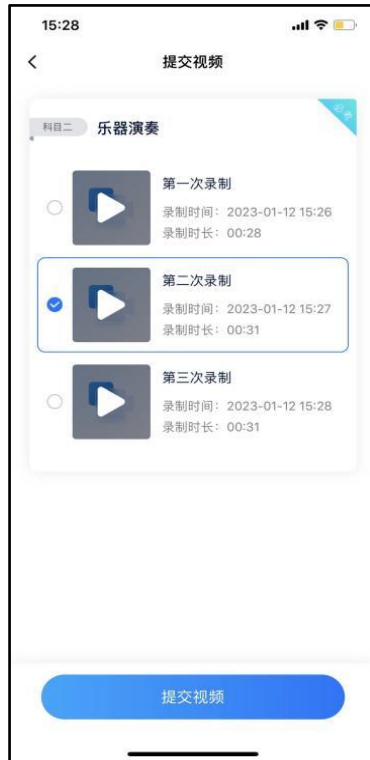 15:28
提交视频
必考
科目二 乐器演奏
第一次录制
录制时间：2023-01-12 15:26
录制时长：00:28
第二次录制
录制时间：2023-01-12 15:27
录制时长：00:31
第三次录制
录制时间：2023-01-12 15:28
录制时长：00:31
提交视频